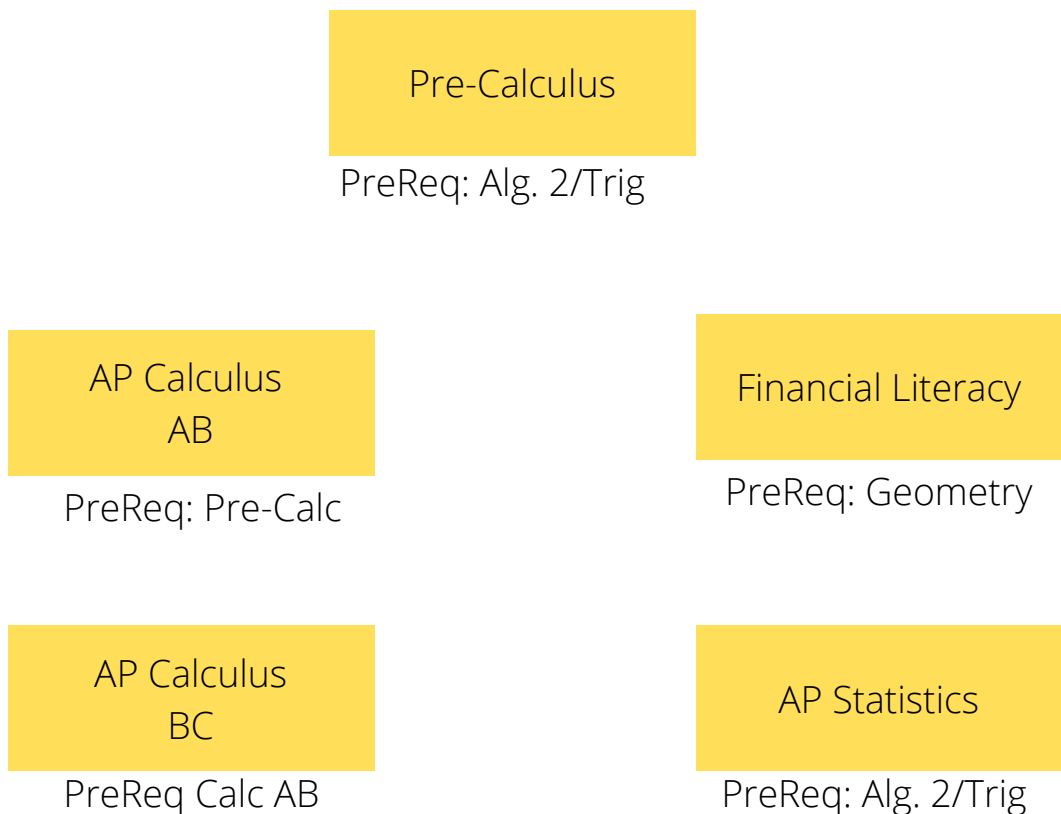 Pre-Calculus
PreReq: Alg. 2/Trig
AP Calculus
AB
PreReq: Pre-Calc
Financial Literacy
PreReq: Geometry
AP Calculus
BC
PreReq Calc AB
AP Statistics
PreReq: Alg. 2/Trig